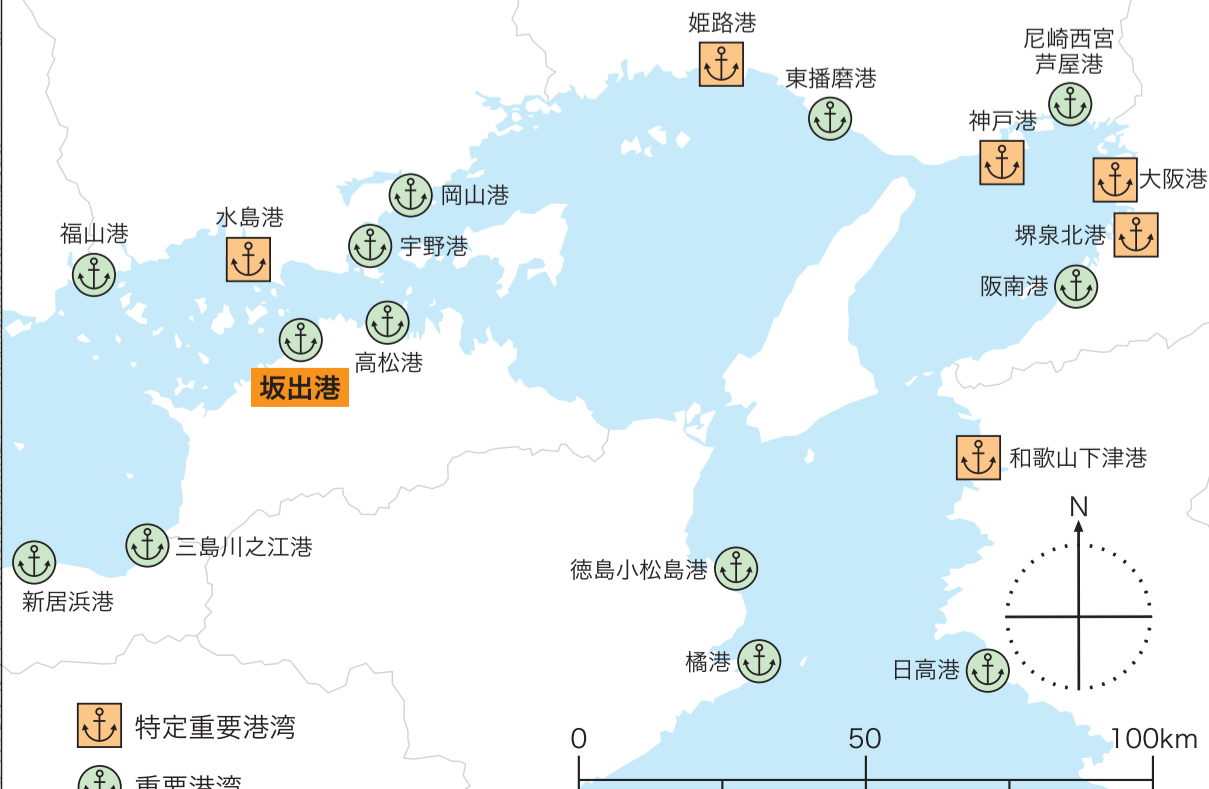 姫路港
尼崎西宮
芦屋港
東播磨港
神戸港
大阪港
岡山港
水島港
福山港
宇野港
堺泉北港
阪南港
高松港
坂出港
和歌山下津港
N
三島川之江港
徳島小松島港
新居浜港
橘港
日高港
特定重要港湾
0
50
100km
重要港湾